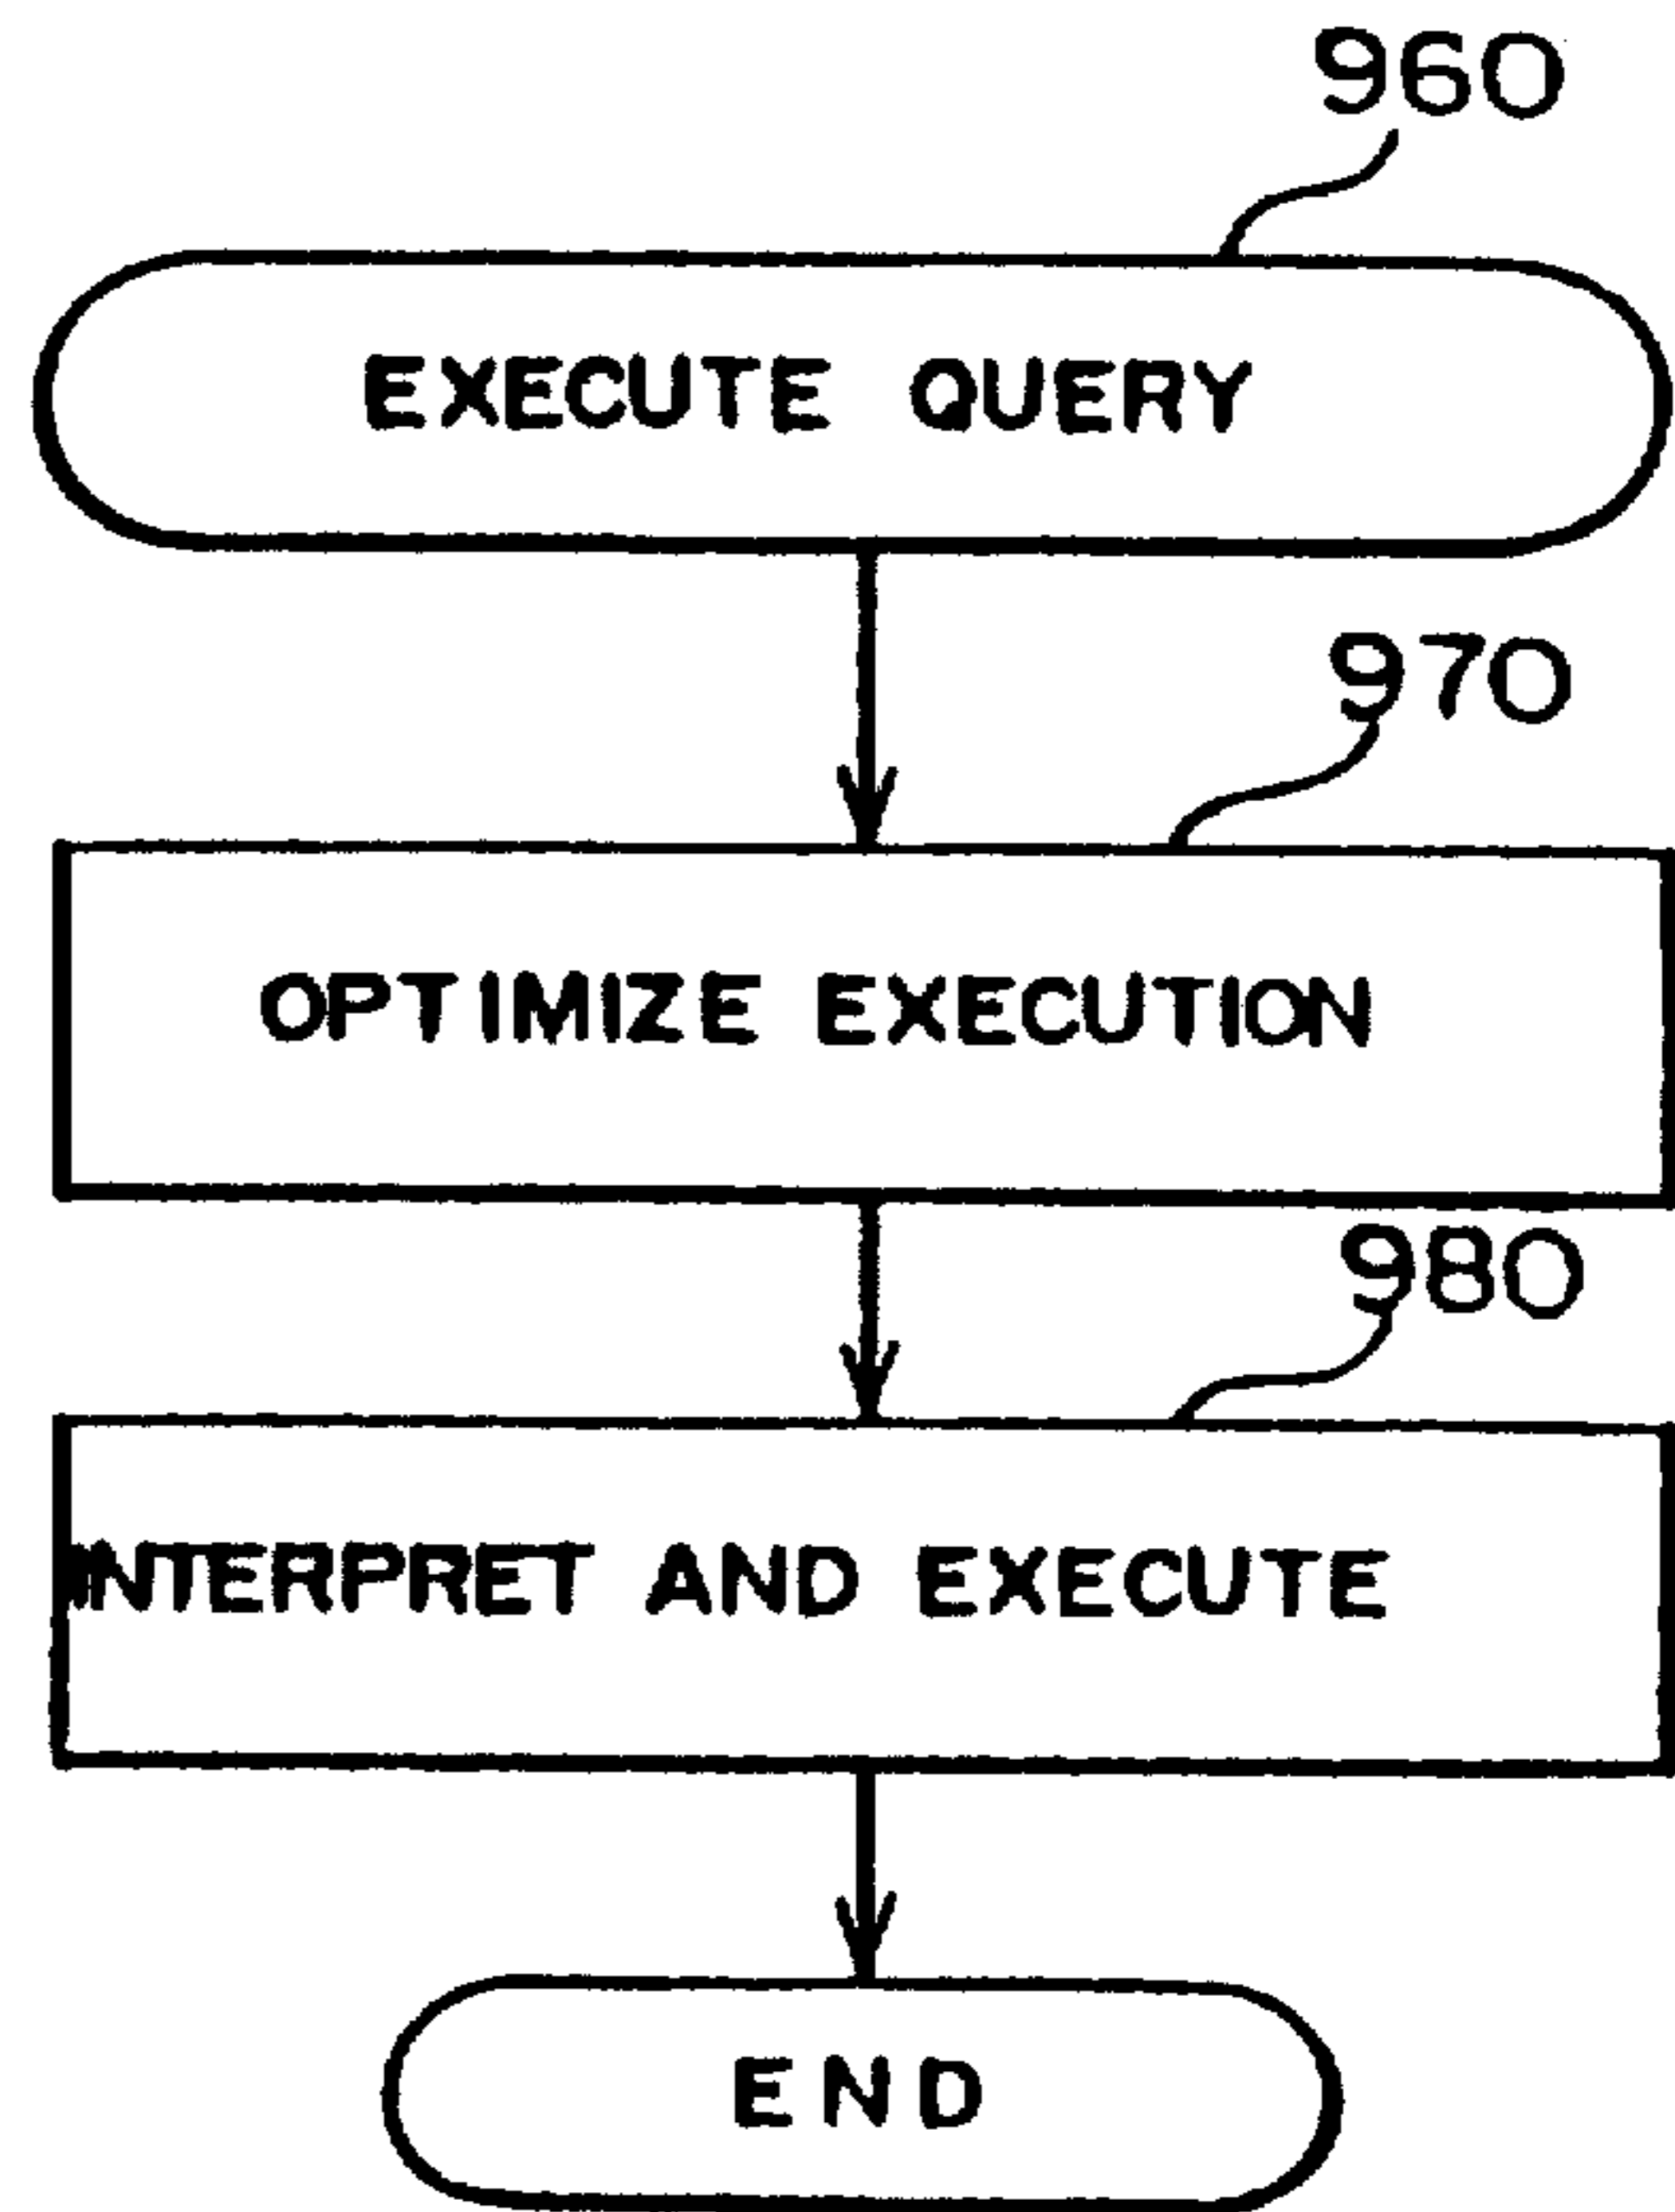 960
EXECUTE QUERY
970
OPTIMIZE EXECUTION
980
INTERPRET AND EXECUTE
END